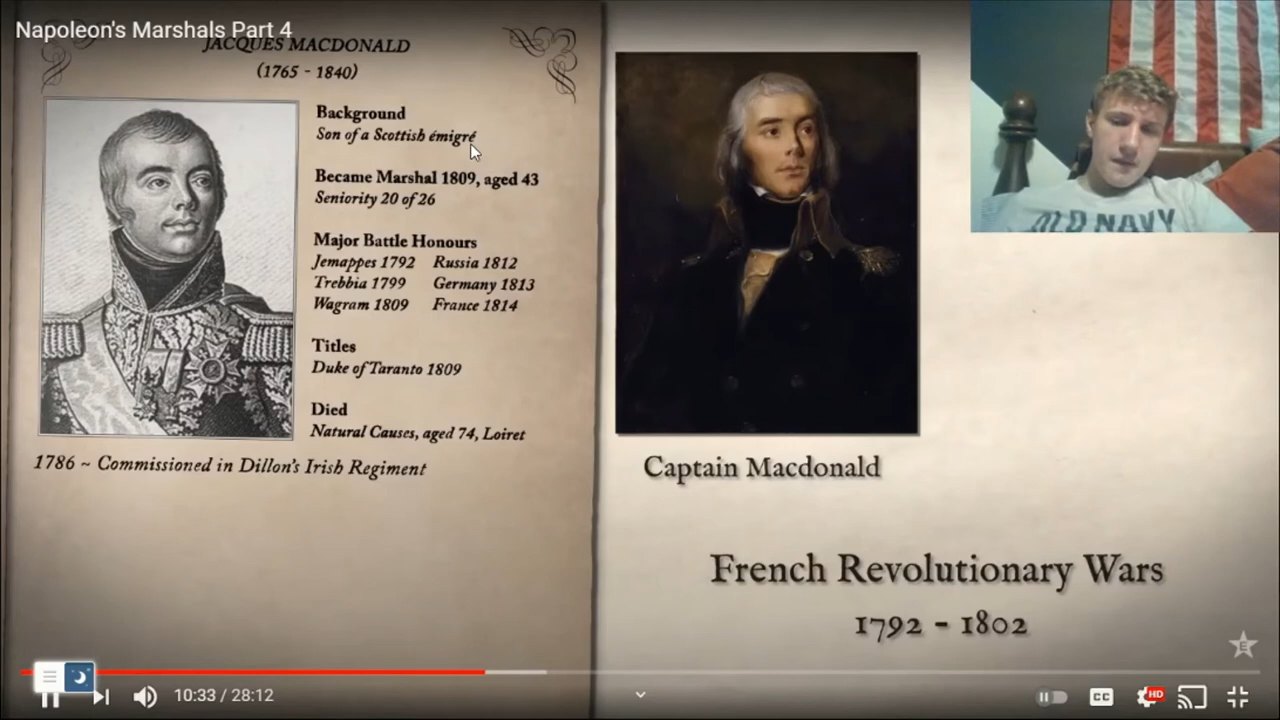 Napoleon's Marshals Part 4
JACQUES MACDONALD
(1765 - 1840)
Background
Son of a Scottish émigré
Became Marshal 1809, aged 43
Seniority 20 of 26
Major Battle Honours
Jemappes 1792 Russia 1812
Trebbia 1799 Germany 1813
Wagram 1809 France 1814
Titles
Duke of Taranto 1809
Died
Natural Causes, aged 74, Loiret
1786 ~ Commissioned in Dillon's Irish Regiment
Captain Macdonald
French Revolutionary Wars
1792 - 1802
OLD NAVY
E
10:33 / 28:12
CC
HD